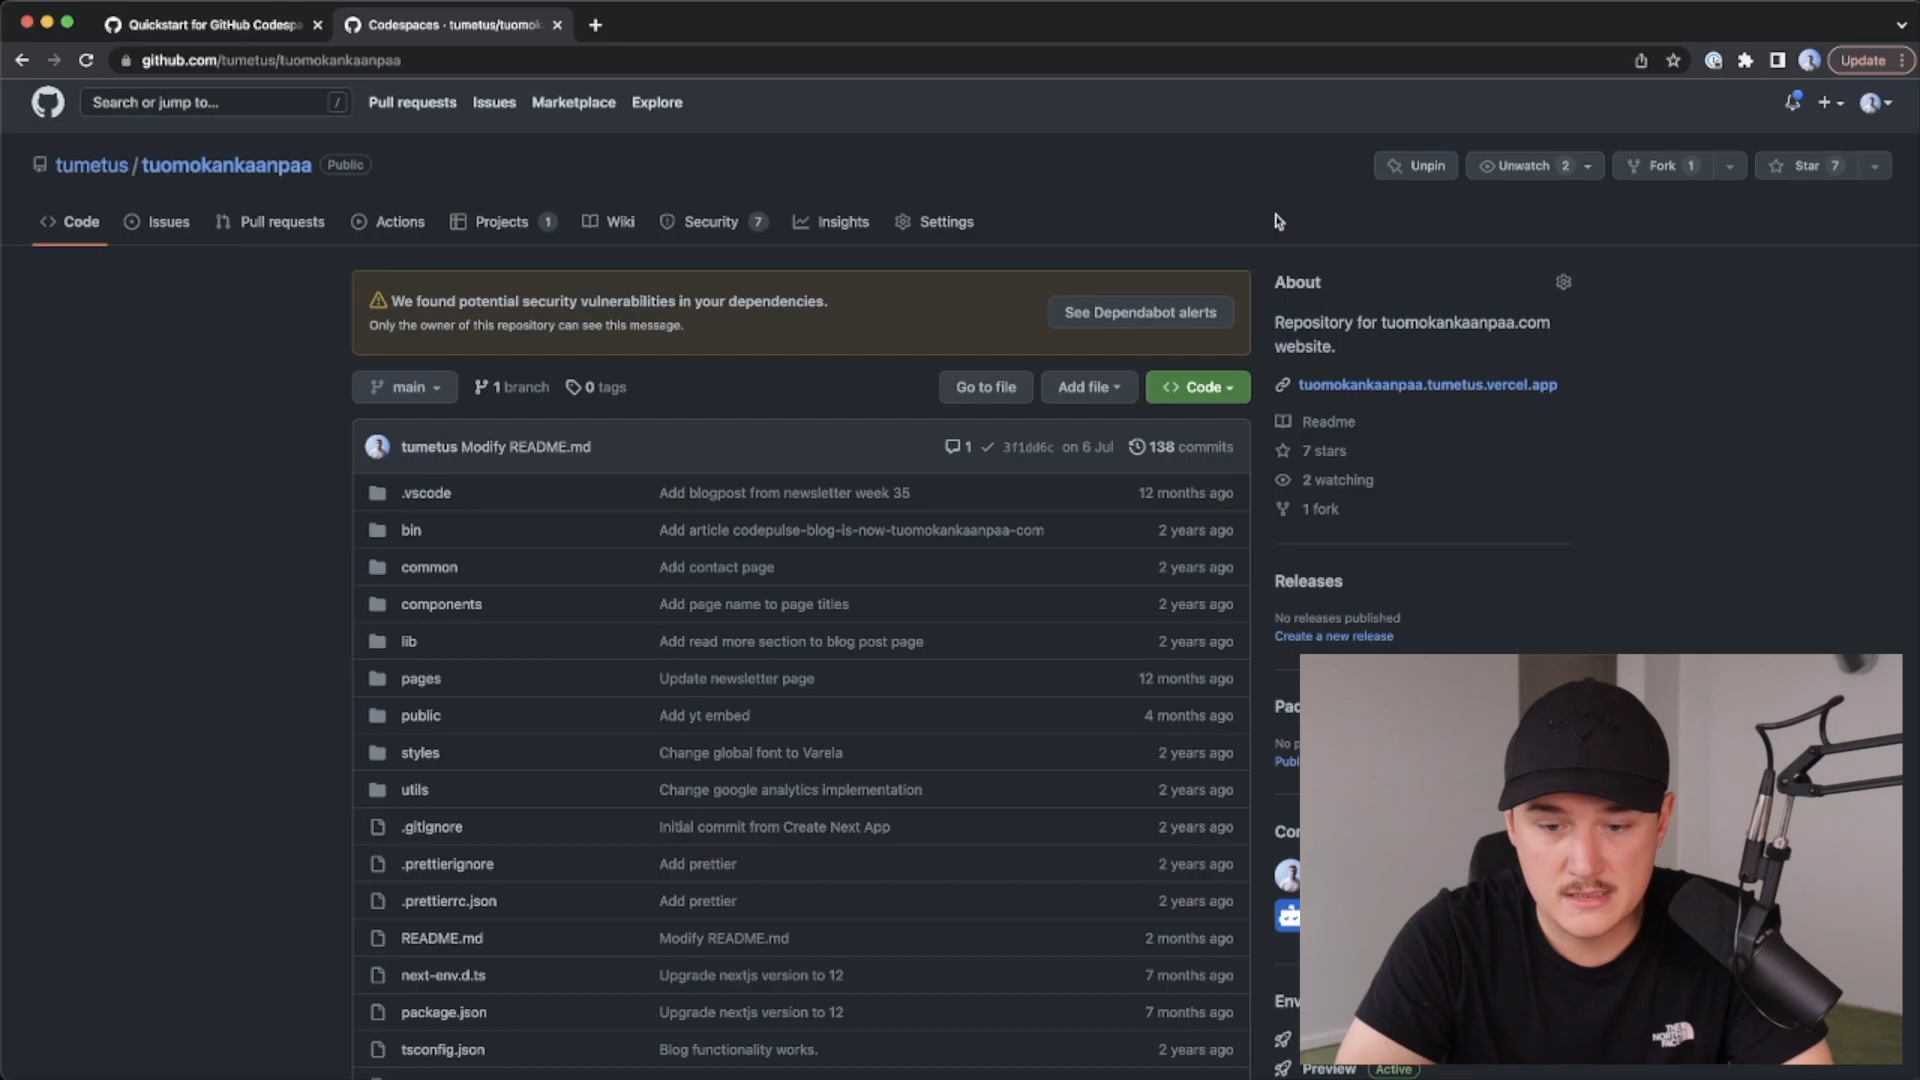 Quickstart for GitHub Codespa
Codespaces · tumetus/tuomok
github.com/tumetus/tuomokankaanpaa
Update
Search or jump to...
/
Pull requests
Issues
Marketplace
Explore
tumetus / tuomokankaanpaa
Public
Unpin
Unwatch 2
Fork 1
Star 7
Code
Issues
Pull requests
Actions
Projects 1
Wiki
Security 7
Insights
Settings
We found potential security vulnerabilities in your dependencies.
Only the owner of this repository can see this message.
See Dependabot alerts
main
1 branch
0 tags
Go to file
Add file
Code
tumetus Modify README.md
1
3f1dd6c on 6 Jul
138 commits
.vscode Add blogpost from newsletter week 35 12 months ago
bin Add article codepulse-blog-is-now-tuomokankaanpaa-com 2 years ago
common Add contact page 2 years ago
components Add page name to page titles 2 years ago
lib Add read more section to blog post page 2 years ago
pages Update newsletter page 12 months ago
public Add yt embed 4 months ago
styles Change global font to Varela 2 years ago
utils Change google analytics implementation 2 years ago
.gitignore Initial commit from Create Next App 2 years ago
.prettierignore Add prettier 2 years ago
.prettierrc.json Add prettier 2 years ago
README.md Modify README.md 2 months ago
next-env.d.ts Upgrade nextjs version to 12 7 months ago
package.json Upgrade nextjs version to 12 7 months ago
tsconfig.json Blog functionality works. 2 years ago
About
Repository for tuomokankaanpaa.com
website.
tuomokankaanpaa.tumetus.vercel.app
Readme
7 stars
2 watching
1 fork
Releases
No releases published
Create a new release
Pac
No p
Publ
Con
Env
Preview Active
THE
NORTH
FACE